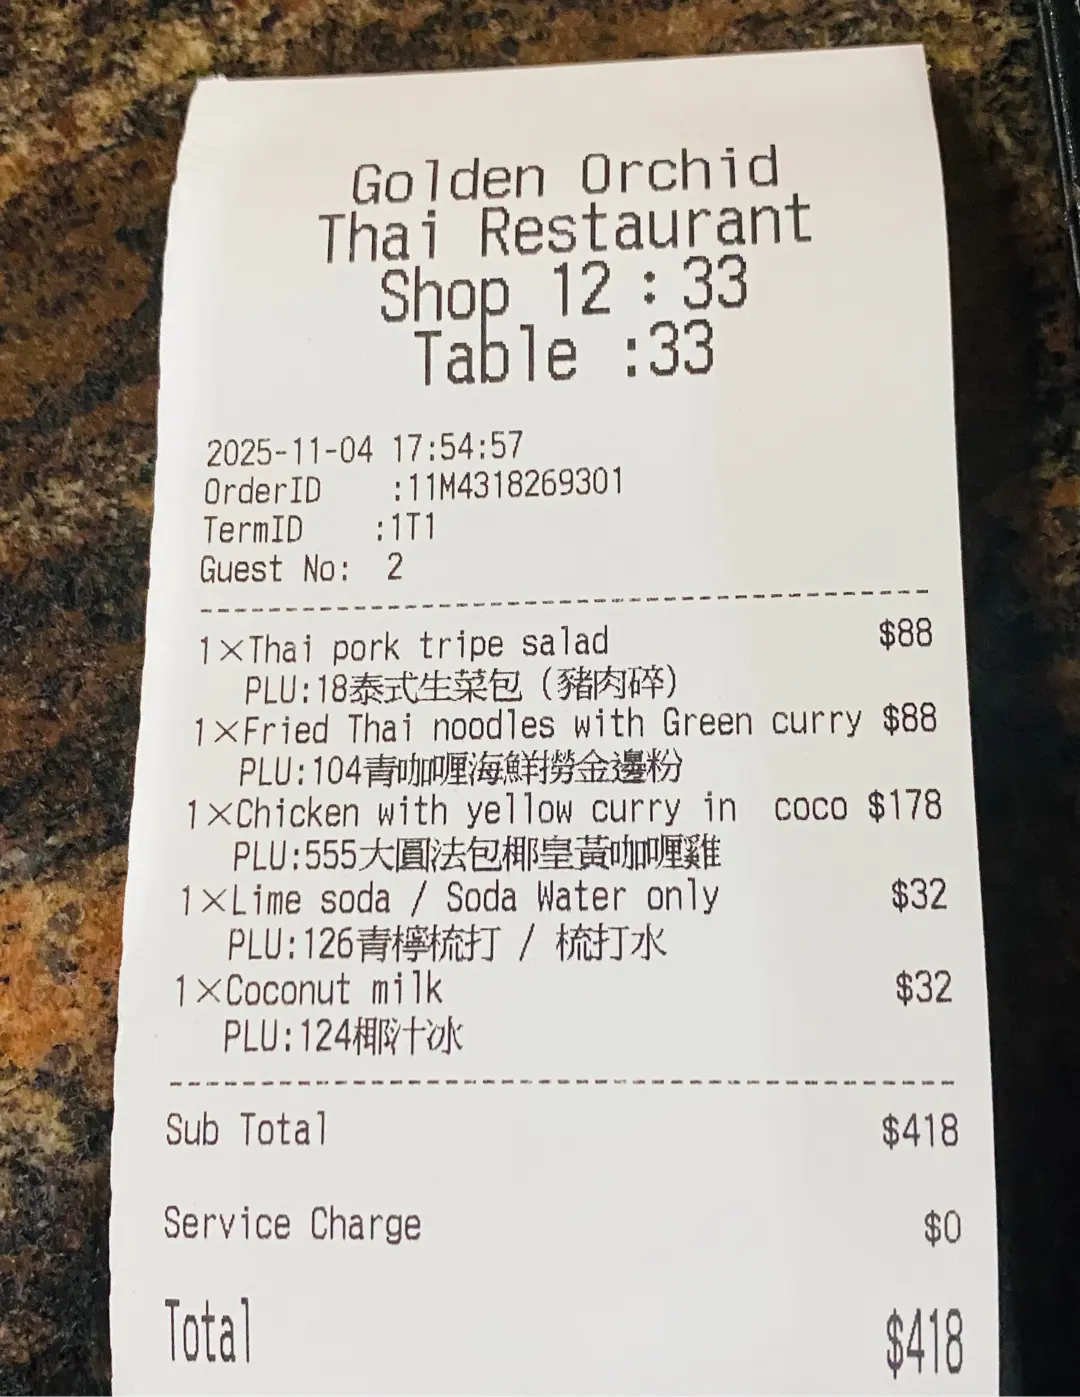 Golden Orchid
Thai Restaurant
Shop 12 : 33
Table :33
2025-11-04 17:54:57
OrderID :11M4318269301
TermID :1T1
Guest No: 2
1×Thai pork tripe salad $88
PLU:18泰式生菜包（豬肉碎）
1×Fried Thai noodles with Green curry $88
PLU:104青咖喱海鮮撈金邊粉
1×Chicken with yellow curry in coco $178
PLU:555大圓法包椰皇黃咖喱雞
1×Lime soda / Soda Water only $32
PLU:126青檸梳打 / 梳打水
1×Coconut milk $32
PLU:124椰汁冰
Sub Total $418
Service Charge $0
Total $418